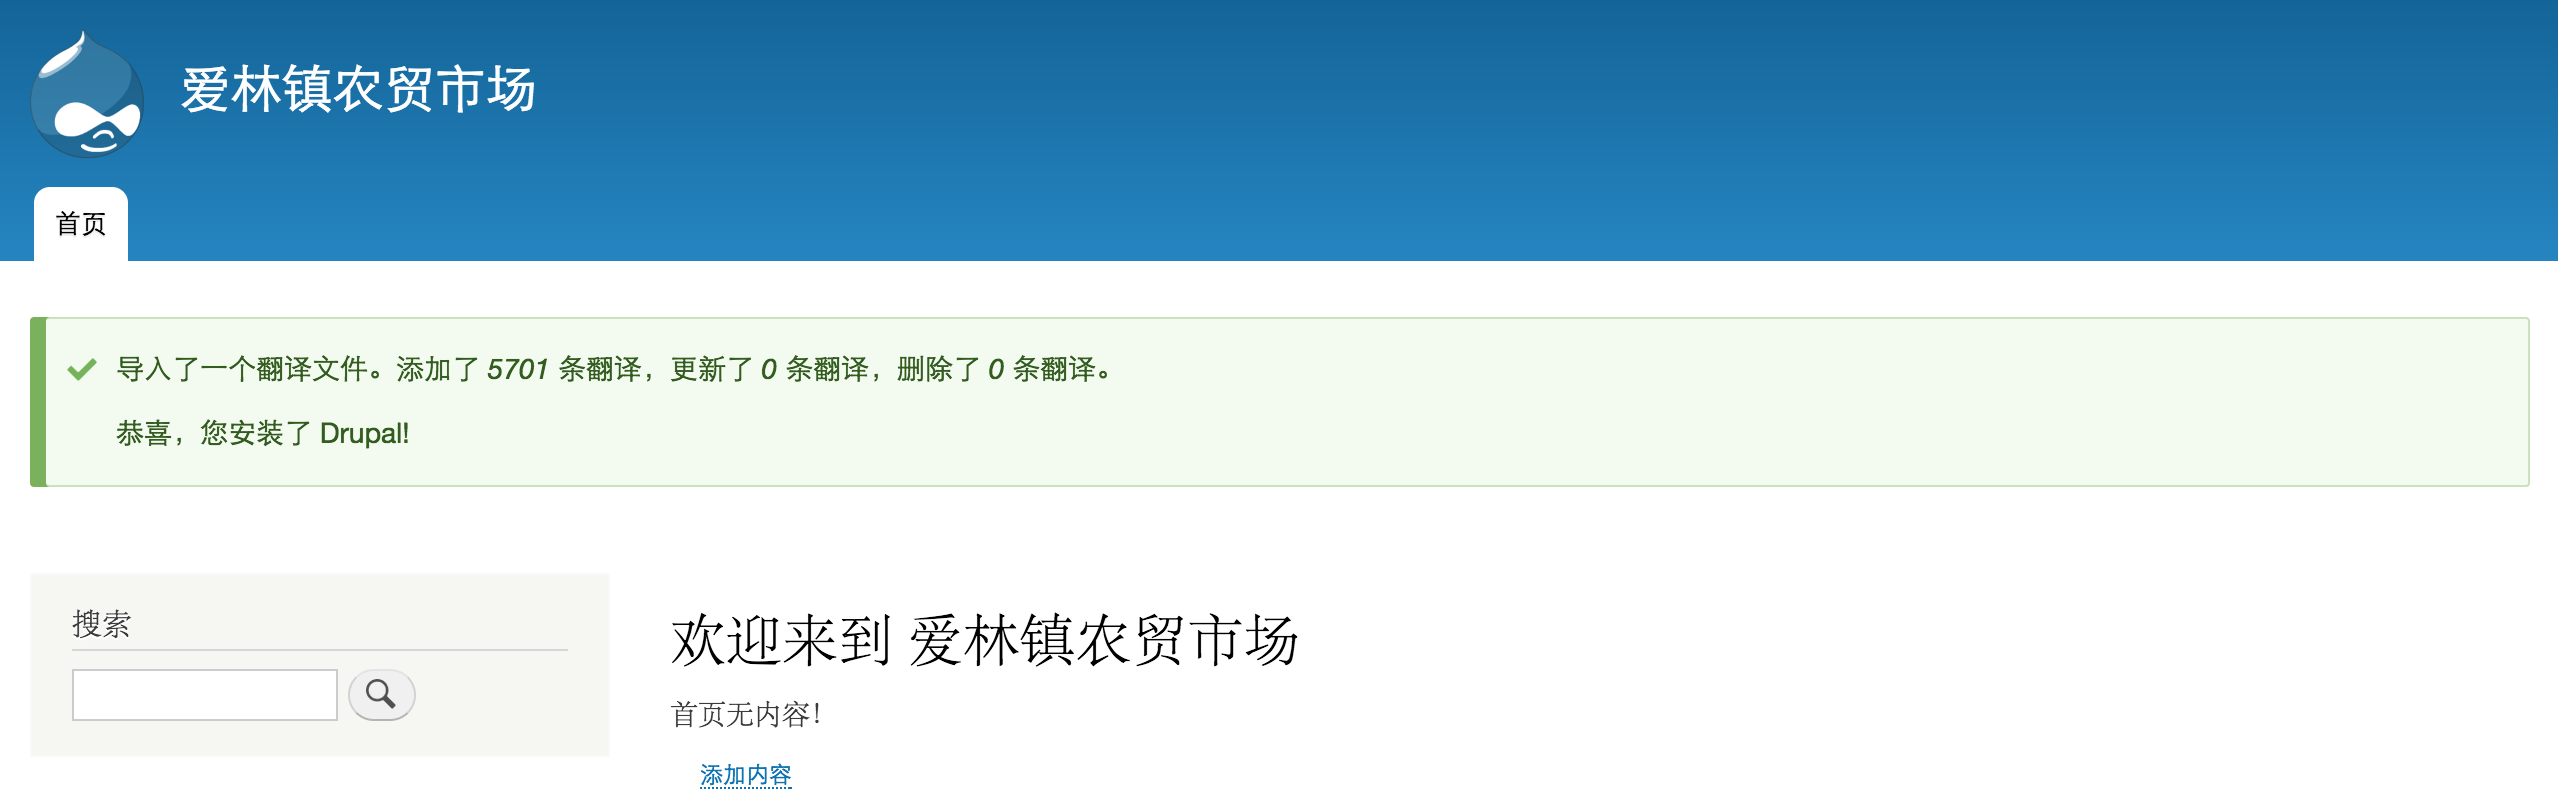 爱林镇农贸市场
首页
导入了一个翻译文件。添加了 5701 条翻译，更新了 0 条翻译，删除了 0 条翻译。
恭喜，您安装了 Drupal!
搜索
欢迎来到 爱林镇农贸市场
首页无内容！
添加内容